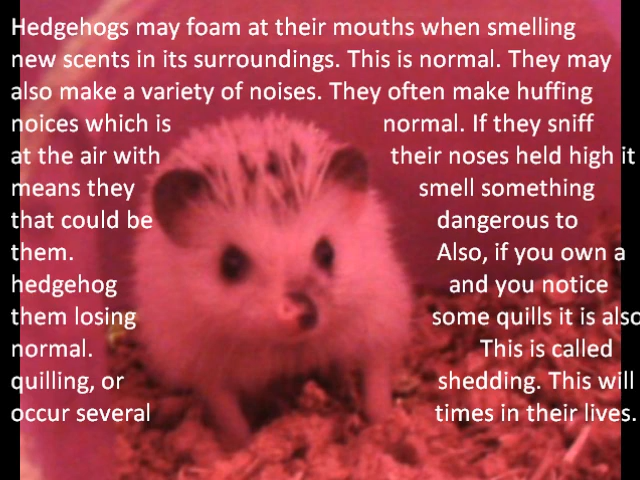 Hedgehogs may foam at their mouths when smelling
new scents in its surroundings. This is normal. They may
also make a variety of noises. They often make huffing
noices which is normal. If they sniff
at the air with their noses held high it
means they smell something
that could be dangerous to
them. Also, if you own a
hedgehog and you notice
them losing some quills it is also
normal. This is called
quilling, or shedding. This will
occur several times in their lives.